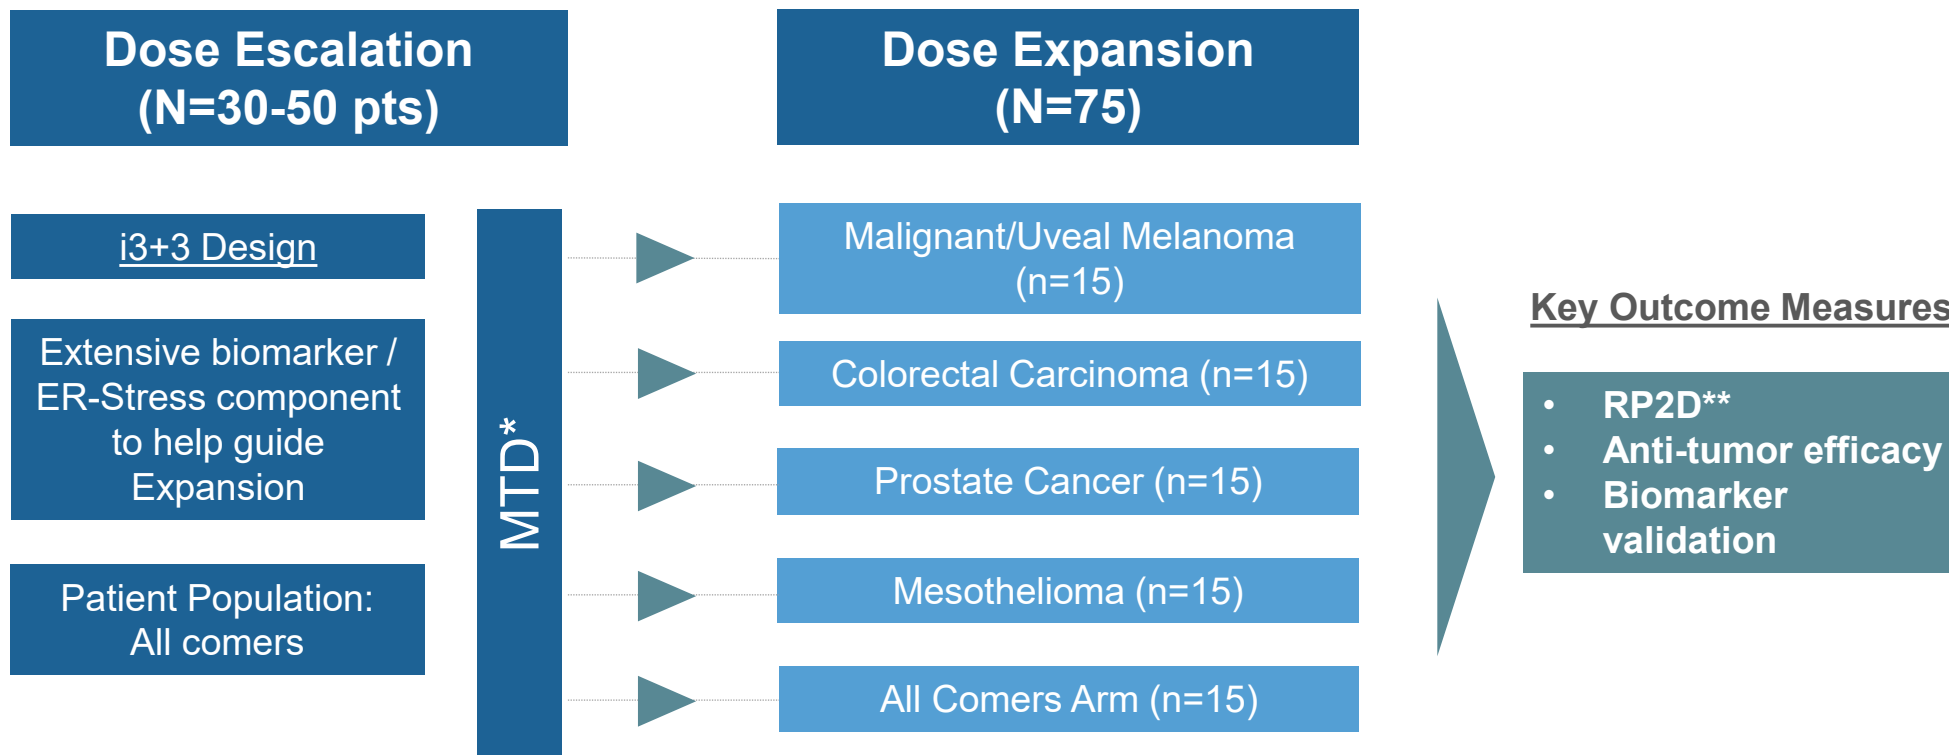 Dose Escalation
(N=30-50 pts)
i3+3 Design
Extensive biomarker /
ER-Stress component
to help guide
Expansion
Patient Population:
All comers
MTD*
Dose Expansion
(N=75)
Malignant/Uveal Melanoma
(n=15)
Colorectal Carcinoma (n=15)
Prostate Cancer (n=15)
Mesothelioma (n=15)
All Comers Arm (n=15)
Key Outcome Measures
• RP2D**
• Anti-tumor efficacy
• Biomarker
validation